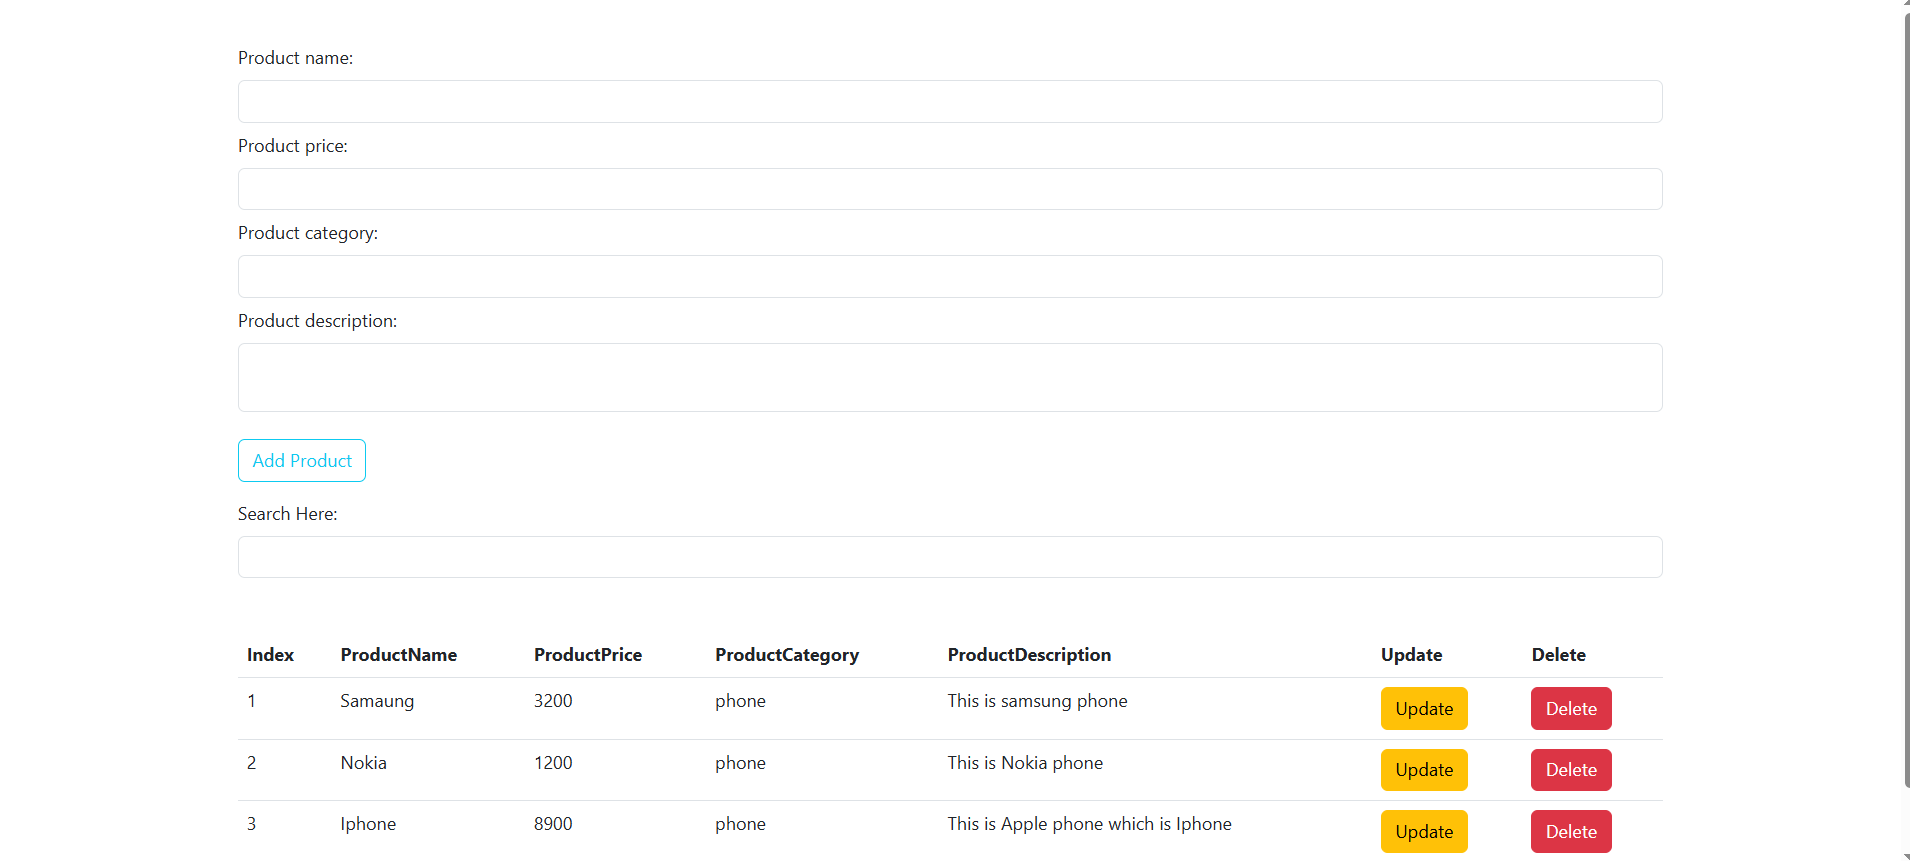 Product name:
Product price:
Product category:
Product description:
Add Product
Search Here:
Index ProductName ProductPrice ProductCategory ProductDescription Update Delete
1 Samaung 3200 phone This is samsung phone Update Delete
2 Nokia 1200 phone This is Nokia phone Update Delete
3 Iphone 8900 phone This is Apple phone which is Iphone Update Delete